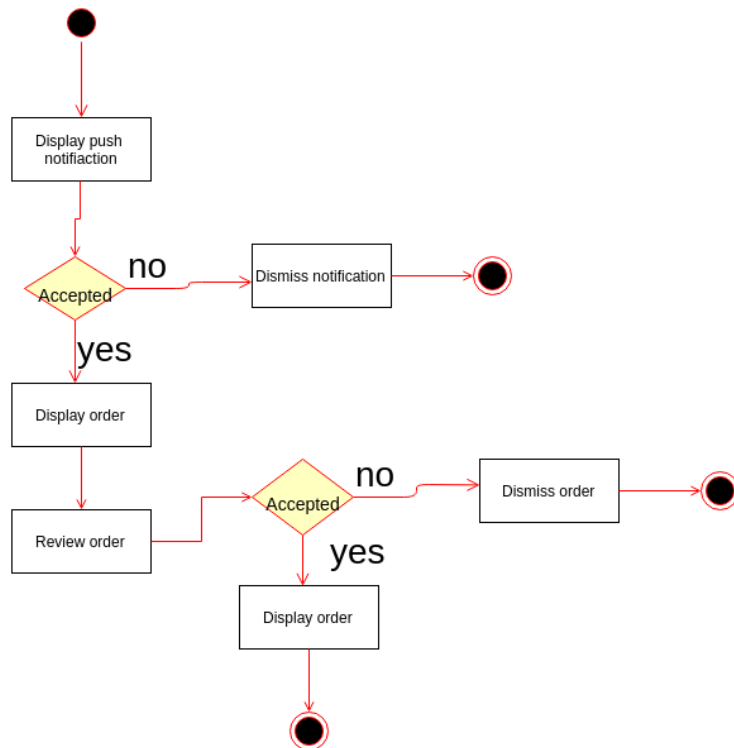 Display push
notifiaction
Accepted
no
Dismiss notification
yes
Display order
Review order
Accepted
no
Dismiss order
yes
Display order